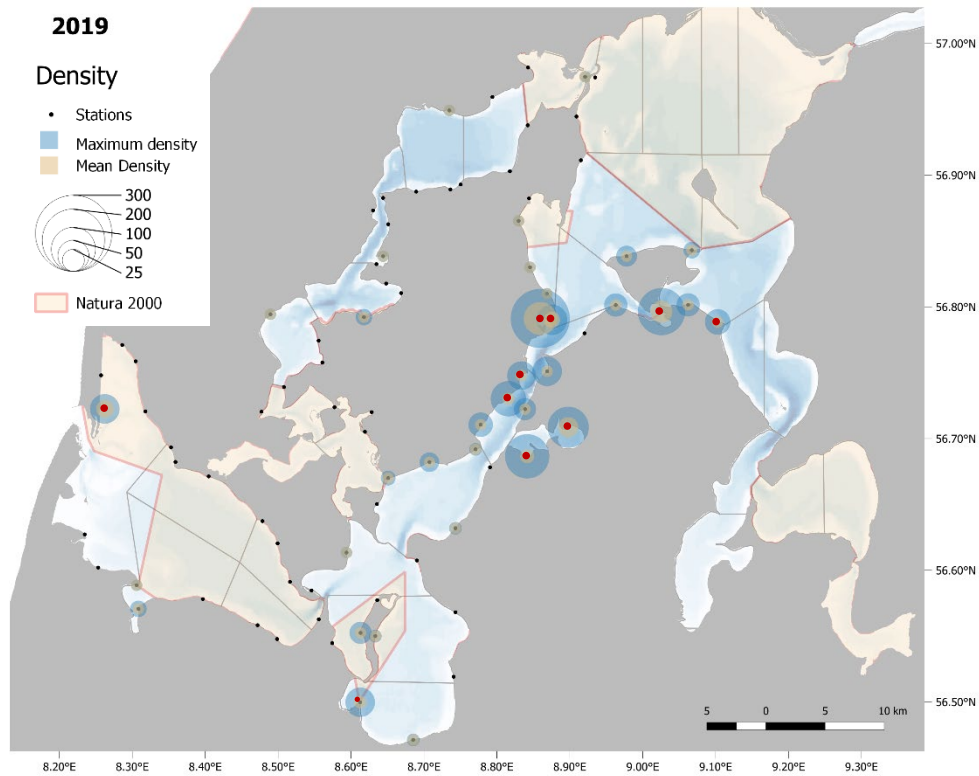 2019
Density
Stations
Maximum density
Mean Density
300
200
100
50
25
Natura 2000
57.00°N
56.90°N
56.80°N
56.70°N
56.60°N
56.50°N
5 0 5 10 km
8.20°E 8.30°E 8.40°E 8.50°E 8.60°E 8.70°E 8.80°E 8.90°E 9.00°E 9.10°E 9.20°E 9.30°E